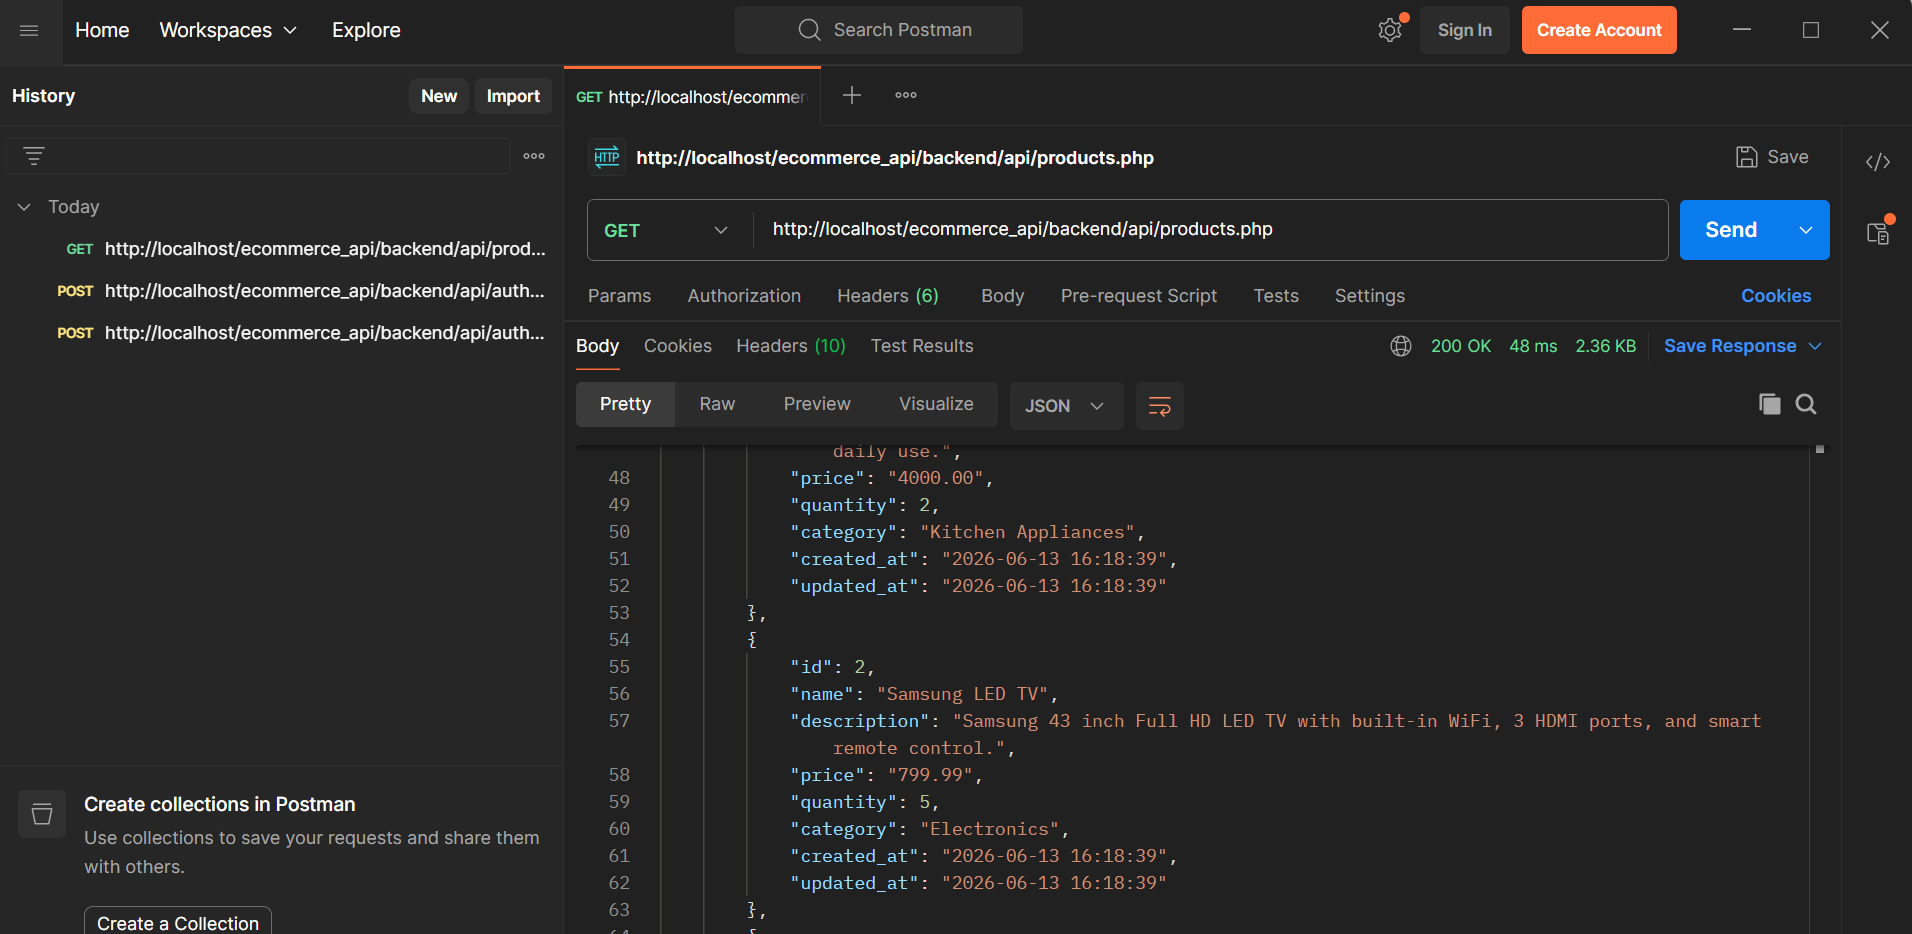 Home
Workspaces
Explore
Search Postman
Sign In
Create Account
History
New
Import
GET http://localhost/ecommer
HTTP
http://localhost/ecommerce_api/backend/api/products.php
Save
GET
http://localhost/ecommerce_api/backend/api/products.php
Send
Today
GET http://localhost/ecommerce_api/backend/api/prod...
POST http://localhost/ecommerce_api/backend/api/auth...
POST http://localhost/ecommerce_api/backend/api/auth...
Params
Authorization
Headers (6)
Body
Pre-request Script
Tests
Settings
Cookies
Body
Cookies
Headers (10)
Test Results
200 OK
48 ms
2.36 KB
Save Response
Pretty
Raw
Preview
Visualize
JSON
daily use.",
48 "price": "4000.00",
49 "quantity": 2,
50 "category": "Kitchen Appliances",
51 "created_at": "2026-06-13 16:18:39",
52 "updated_at": "2026-06-13 16:18:39"
53 },
54 {
55 "id": 2,
56 "name": "Samsung LED TV",
57 "description": "Samsung 43 inch Full HD LED TV with built-in WiFi, 3 HDMI ports, and smart
remote control.",
58 "price": "799.99",
59 "quantity": 5,
60 "category": "Electronics",
61 "created_at": "2026-06-13 16:18:39",
62 "updated_at": "2026-06-13 16:18:39"
63 },
Create collections in Postman
Use collections to save your requests and share them
with others.
Create a Collection